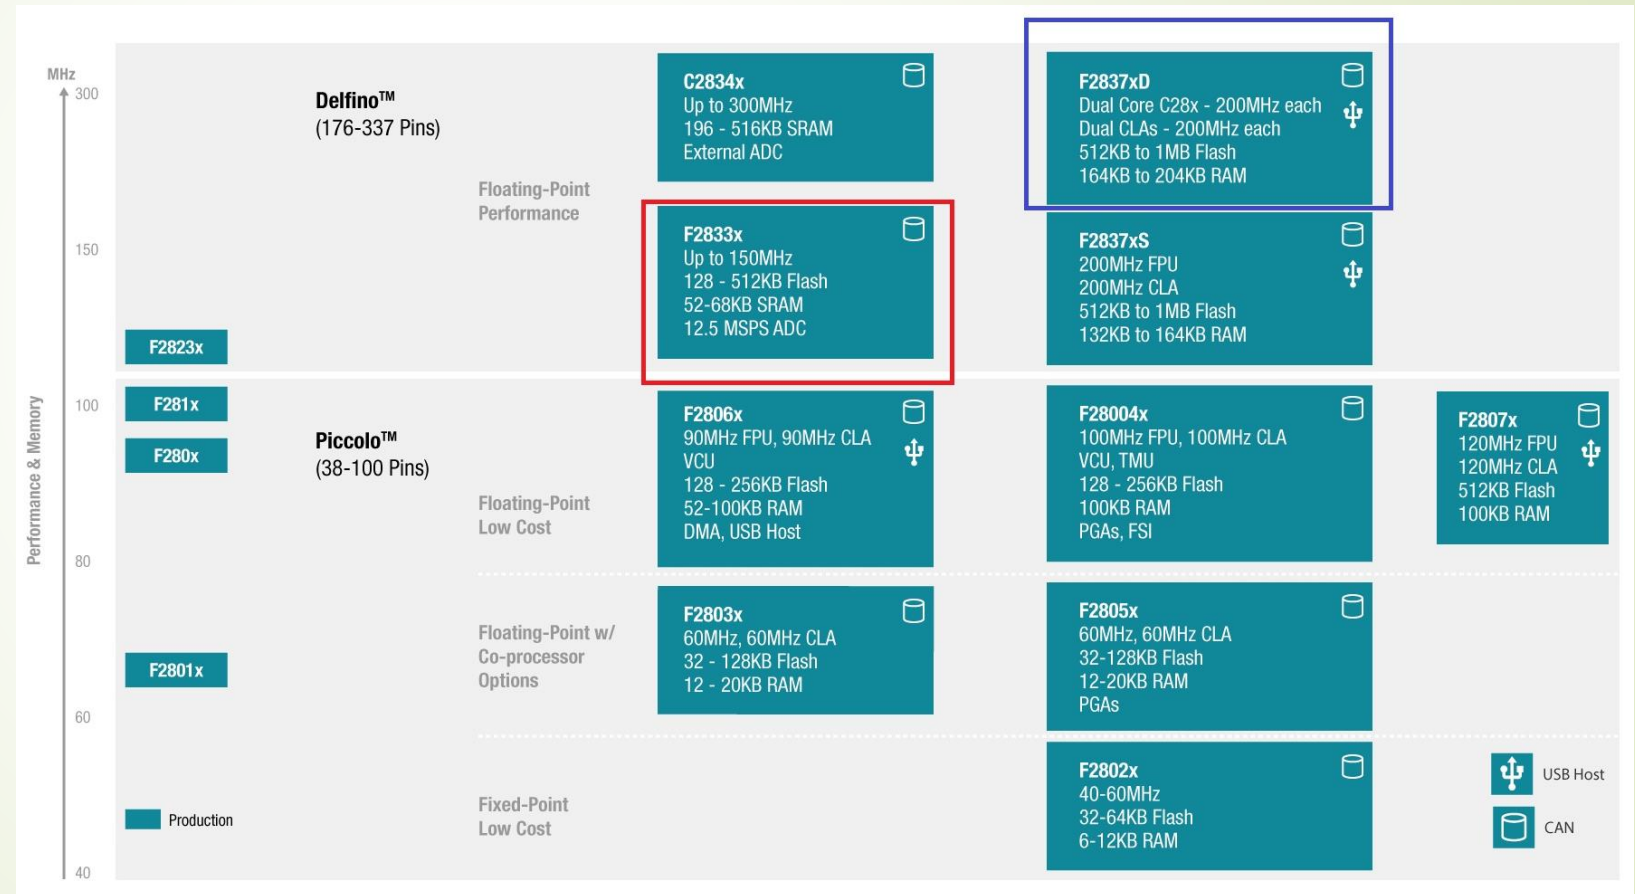 MHz
300
150
100
80
60
40
Performance & Memory
F2823x
F281x
F280x
F2801x
Production
Delfino™
(176-337 Pins)
Floating-Point
Performance
C2834x
Up to 300MHz
196 - 516KB SRAM
External ADC
F2837xD
Dual Core C28x - 200MHz each
Dual CLAs - 200MHz each
512KB to 1MB Flash
164KB to 204KB RAM
F2833x
Up to 150MHz
128 - 512KB Flash
52-68KB SRAM
12.5 MSPS ADC
F2837xS
200MHz FPU
200MHz CLA
512KB to 1MB Flash
132KB to 164KB RAM
Piccolo™
(38-100 Pins)
Floating-Point
Low Cost
F2806x
90MHz FPU, 90MHz CLA
VCU
128 - 256KB Flash
52-100KB RAM
DMA, USB Host
F28004x
100MHz FPU, 100MHz CLA
VCU, TMU
128 - 256KB Flash
100KB RAM
PGAs, FSI
F2807x
120MHz FPU
120MHz CLA
512KB Flash
100KB RAM
Floating-Point w/
Co-processor
Options
F2803x
60MHz, 60MHz CLA
32 - 128KB Flash
12 - 20KB RAM
F2805x
60MHz, 60MHz CLA
32-128KB Flash
12-20KB RAM
PGAs
Fixed-Point
Low Cost
F2802x
40-60MHz
32-64KB Flash
6-12KB RAM
USB Host
CAN